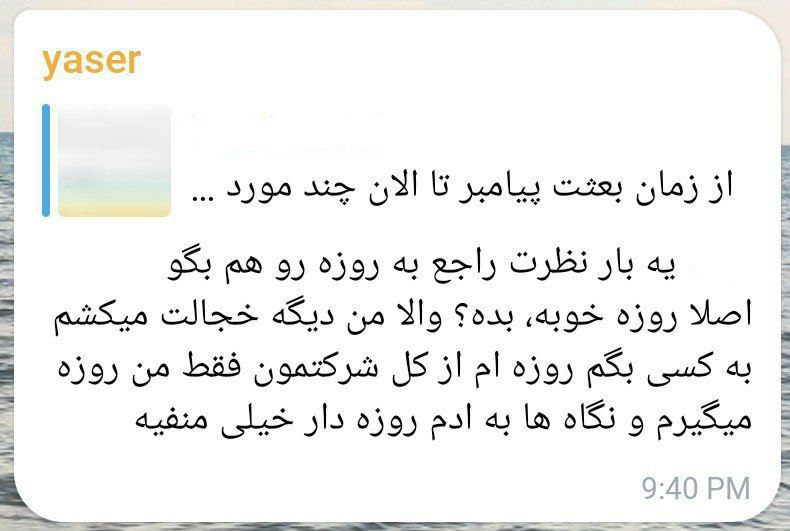 yaser
از زمان بعثت پیامبر تا الان چند مورد ...
یه بار نظرت راجع به روزه رو هم بگو
اصلا روزه خوبه، بده؟ والا من دیگه خجالت میکشم
به کسی بگم روزه ام از کل شرکتمون فقط من روزه
میگیرم و نگاه ها به ادم روزه دار خیلی منفیه
9:40 PM